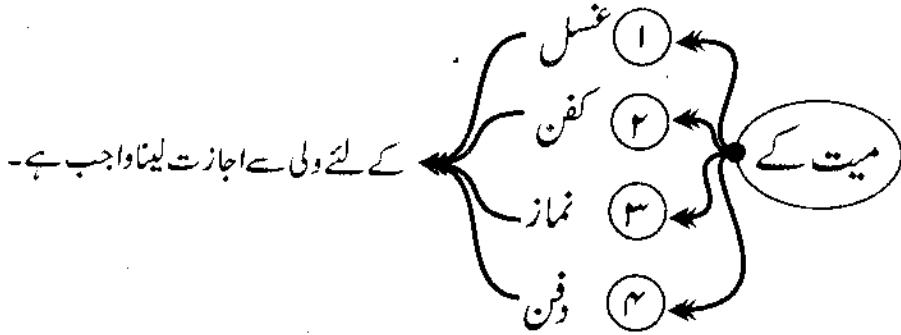 میت کے
۱ غسل
۲ کفن
۳ نماز
۴ دفن
کے لئے ولی سے اجازت لینا واجب ہے۔